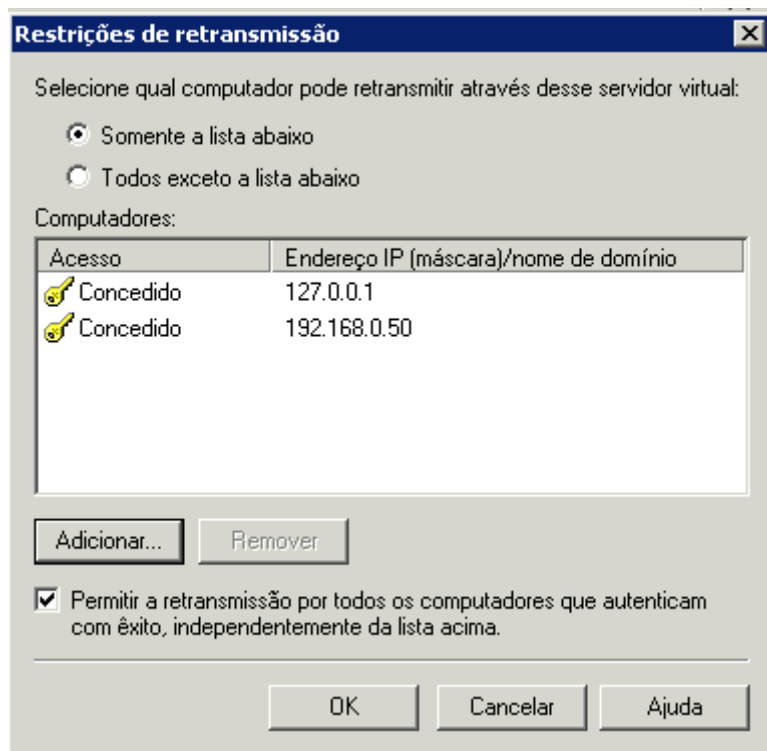 Restrições de retransmissão
Selecione qual computador pode retransmitir através desse servidor virtual:
Somente a lista abaixo
Todos exceto a lista abaixo
Computadores:
Acesso Endereço IP (máscara)/nome de domínio
Concedido 127.0.0.1
Concedido 192.168.0.50
Adicionar... Remover
Permitir a retransmissão por todos os computadores que autenticam
com êxito, independentemente da lista acima.
OK Cancelar Ajuda